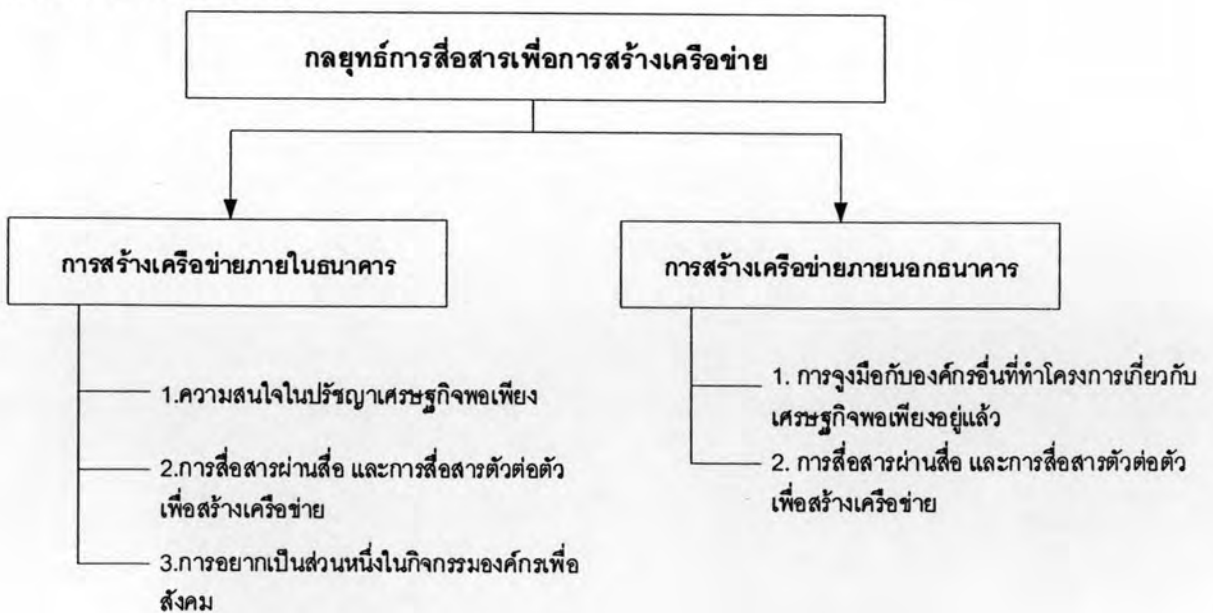 กลยุทธ์การสื่อสารเพื่อการสร้างเครือข่าย
การสร้างเครือข่ายภายในธนาคาร
1.ความสนใจในปรัชญาเศรษฐกิจพอเพียง
2.การสื่อสารผ่านสื่อ และการสื่อสารตัวต่อตัว
เพื่อสร้างเครือข่าย
3.การอยากเป็นส่วนหนึ่งในกิจกรรมองค์กรเพื่อ
สังคม
การสร้างเครือข่ายภายนอกธนาคาร
1. การจูงมือกับองค์กรอื่นที่ทำโครงการเกี่ยวกับ
เศรษฐกิจพอเพียงอยู่แล้ว
2. การสื่อสารผ่านสื่อ และการสื่อสารตัวต่อตัว
เพื่อสร้างเครือข่าย